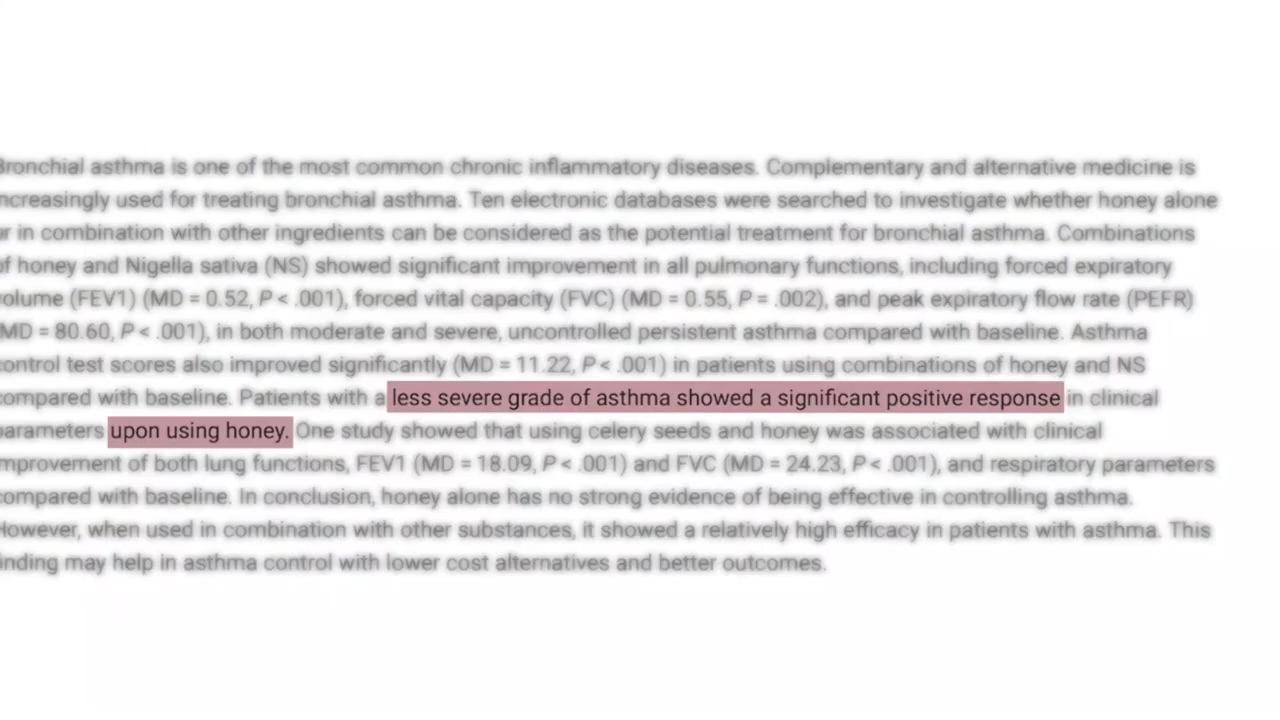 Bronchial asthma is one of the most common chronic inflammatory diseases. Complementary and alternative medicine is
increasingly used for treating bronchial asthma. Ten electronic databases were searched to investigate whether honey alone
or in combination with other ingredients can be considered as the potential treatment for bronchial asthma. Combinations
of honey and Nigella sativa (NS) showed significant improvement in all pulmonary functions, including forced expiratory
volume (FEV1) (MD = 0.52, P < .001), forced vital capacity (FVC) (MD = 0.55, P = .002), and peak expiratory flow rate (PEFR)
(MD = 80.60, P < .001), in both moderate and severe, uncontrolled persistent asthma compared with baseline. Asthma
control test scores also improved significantly (MD = 11.22, P < .001) in patients using combinations of honey and NS
compared with baseline. Patients with a less severe grade of asthma showed a significant positive response in clinical
parameters upon using honey. One study showed that using celery seeds and honey was associated with clinical
improvement of both lung functions, FEV1 (MD = 18.09, P < .001) and FVC (MD = 24.23, P < .001), and respiratory parameters
compared with baseline. In conclusion, honey alone has no strong evidence of being effective in controlling asthma.
However, when used in combination with other substances, it showed a relatively high efficacy in patients with asthma. This
finding may help in asthma control with lower cost alternatives and better outcomes.